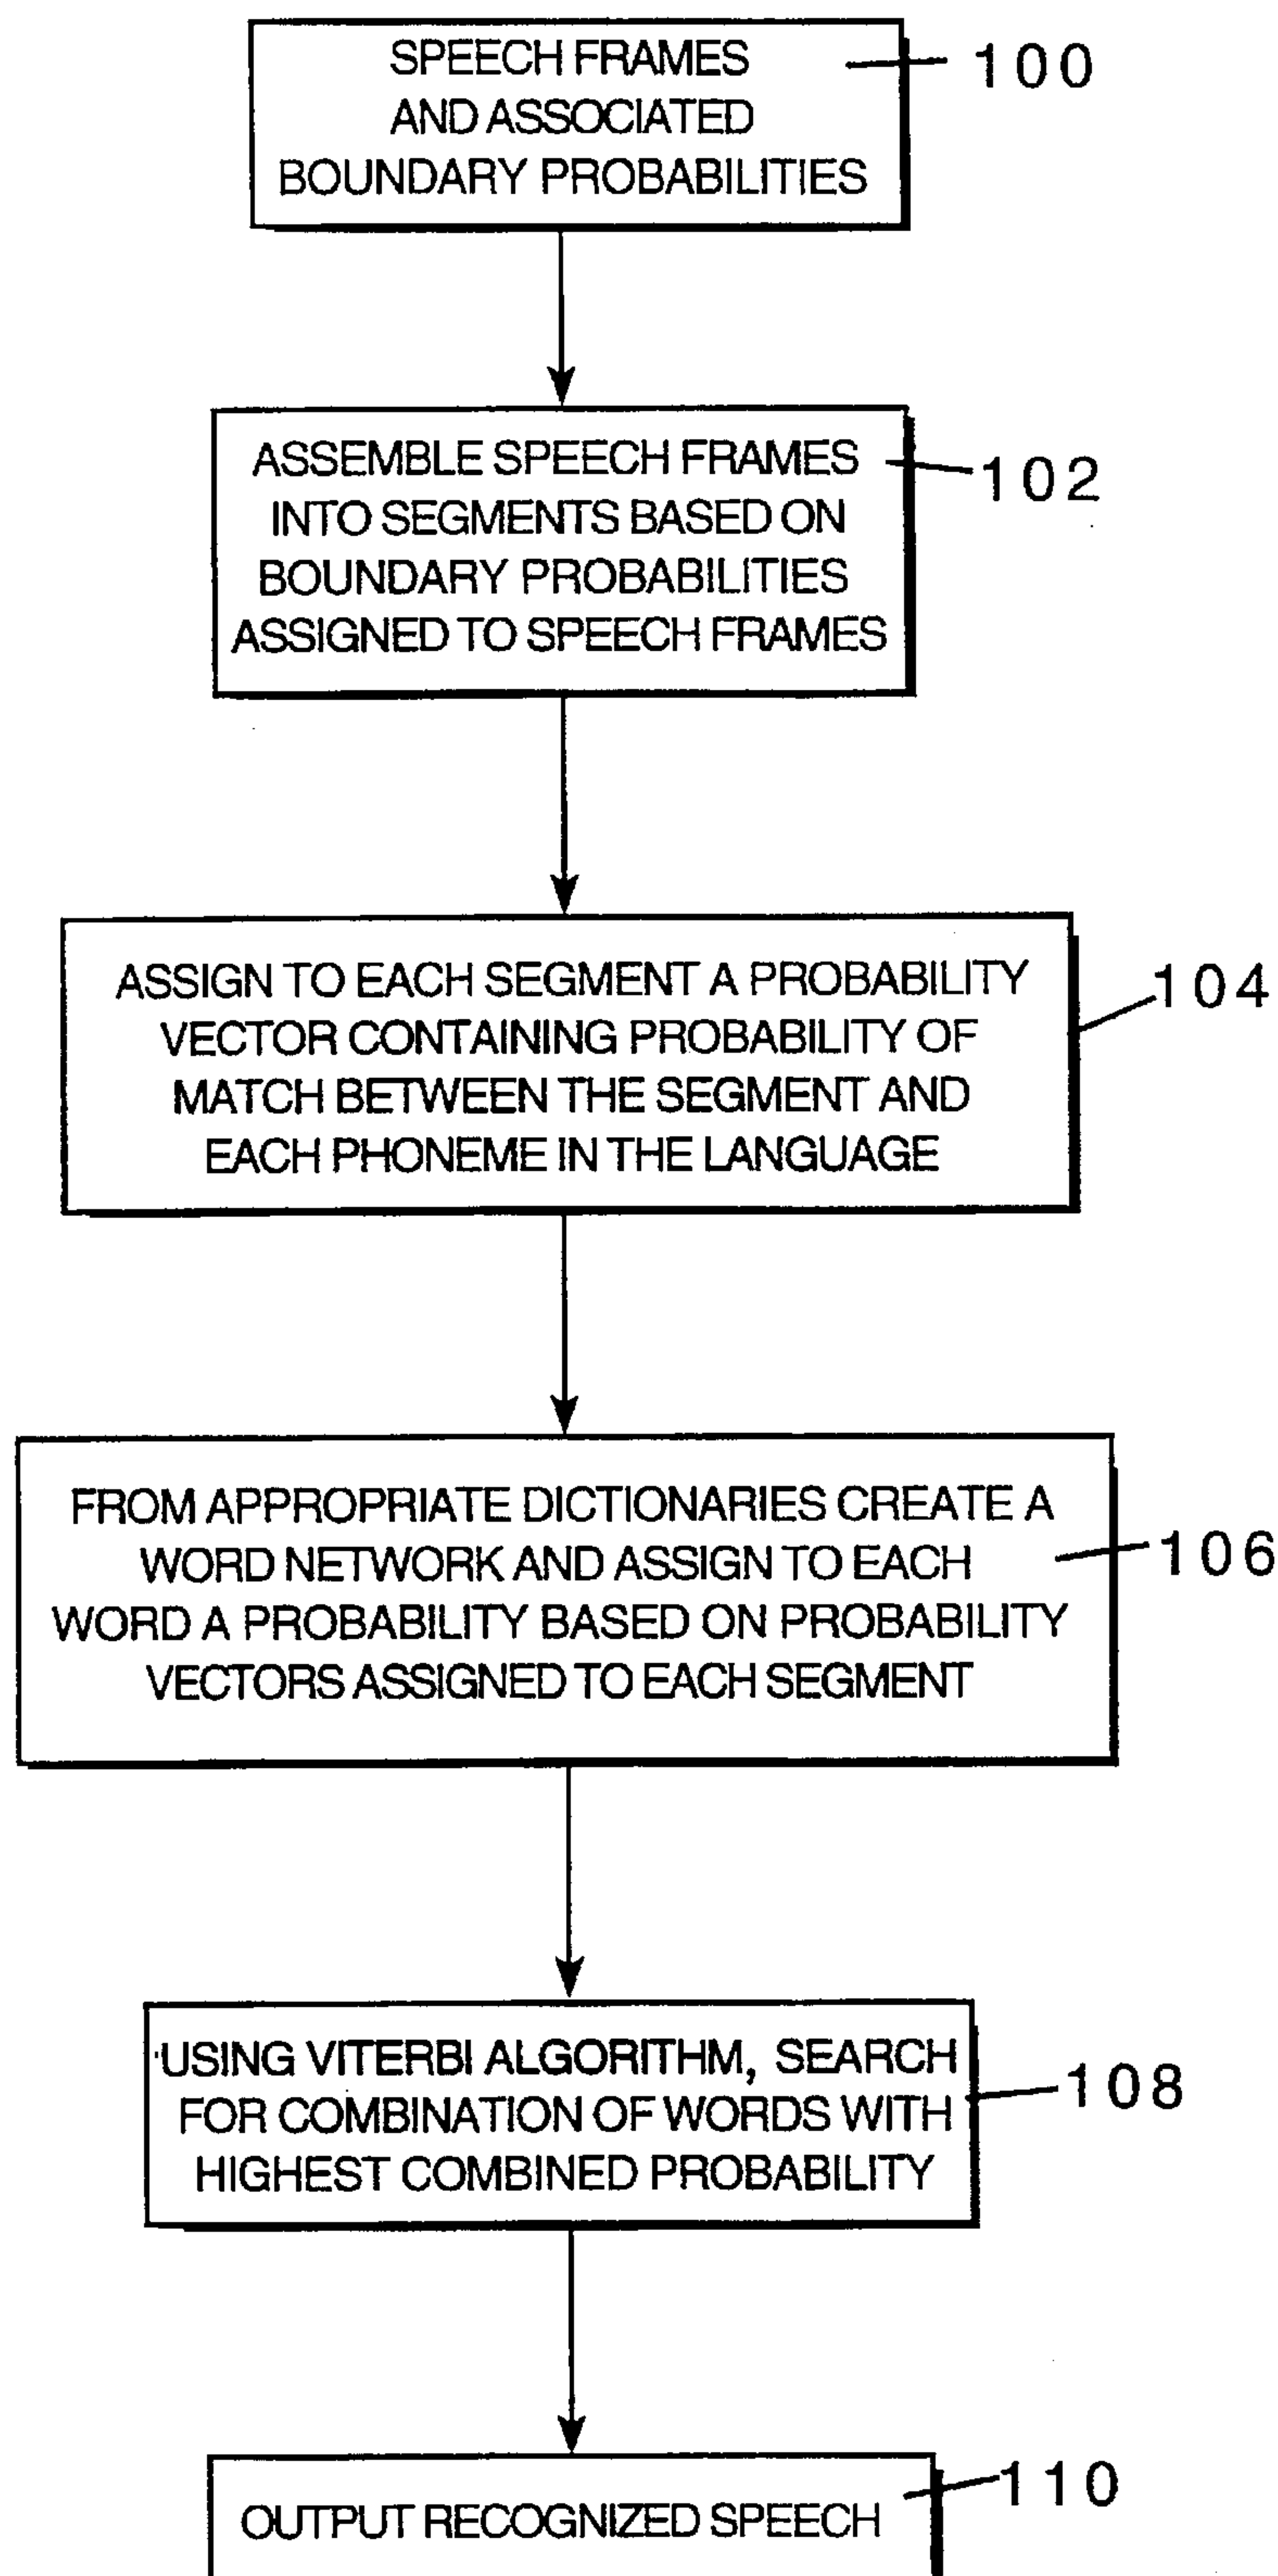 SPEECH FRAMES
AND ASSOCIATED
BOUNDARY PROBABILITIES
100
ASSEMBLE SPEECH FRAMES
INTO SEGMENTS BASED ON
BOUNDARY PROBABILITIES
ASSIGNED TO SPEECH FRAMES
102
ASSIGN TO EACH SEGMENT A PROBABILITY
VECTOR CONTAINING PROBABILITY OF
MATCH BETWEEN THE SEGMENT AND
EACH PHONEME IN THE LANGUAGE
104
FROM APPROPRIATE DICTIONARIES CREATE A
WORD NETWORK AND ASSIGN TO EACH
WORD A PROBABILITY BASED ON PROBABILITY
VECTORS ASSIGNED TO EACH SEGMENT
106
USING VITERBI ALGORITHM, SEARCH
FOR COMBINATION OF WORDS WITH
HIGHEST COMBINED PROBABILITY
108
OUTPUT RECOGNIZED SPEECH
110